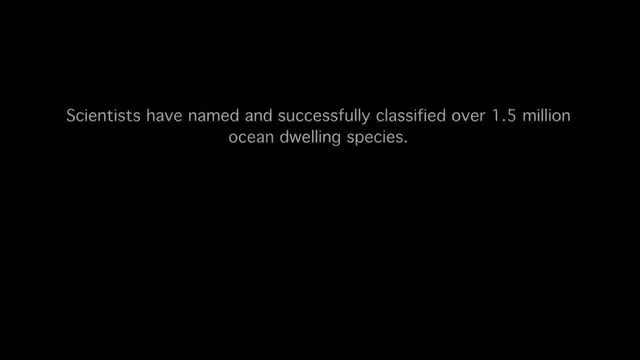 Scientists have named and successfully classified over 1.5 million
ocean dwelling species.